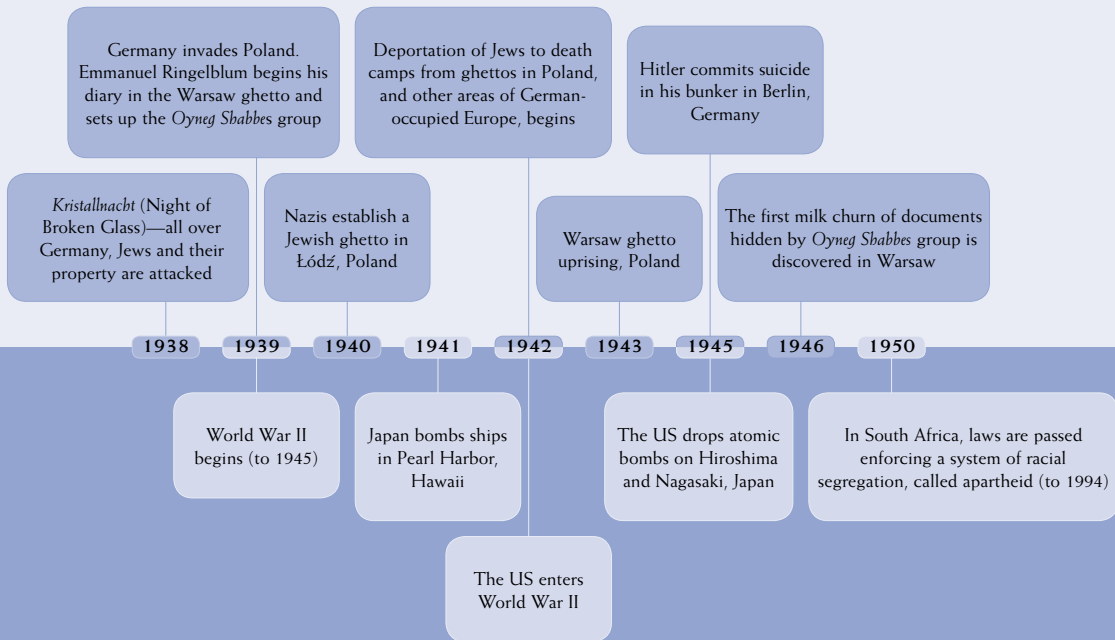 Germany invades Poland.
Emmanuel Ringelblum begins his
diary in the Warsaw ghetto and
sets up the Oyneg Shabbes group
Deportation of Jews to death
camps from ghettos in Poland,
and other areas of German-
occupied Europe, begins
Hitler commits suicide
in his bunker in Berlin,
Germany
Kristallnacht (Night of
Broken Glass)—all over
Germany, Jews and their
property are attacked
Nazis establish a
Jewish ghetto in
Łódź, Poland
Warsaw ghetto
uprising, Poland
The first milk churn of documents
hidden by Oyneg Shabbes group is
discovered in Warsaw
1938 1939 1940 1941 1942 1943 1945 1946 1950
World War II
begins (to 1945)
Japan bombs ships
in Pearl Harbor,
Hawaii
The US drops atomic
bombs on Hiroshima
and Nagasaki, Japan
In South Africa, laws are passed
enforcing a system of racial
segregation, called apartheid (to 1994)
The US enters
World War II